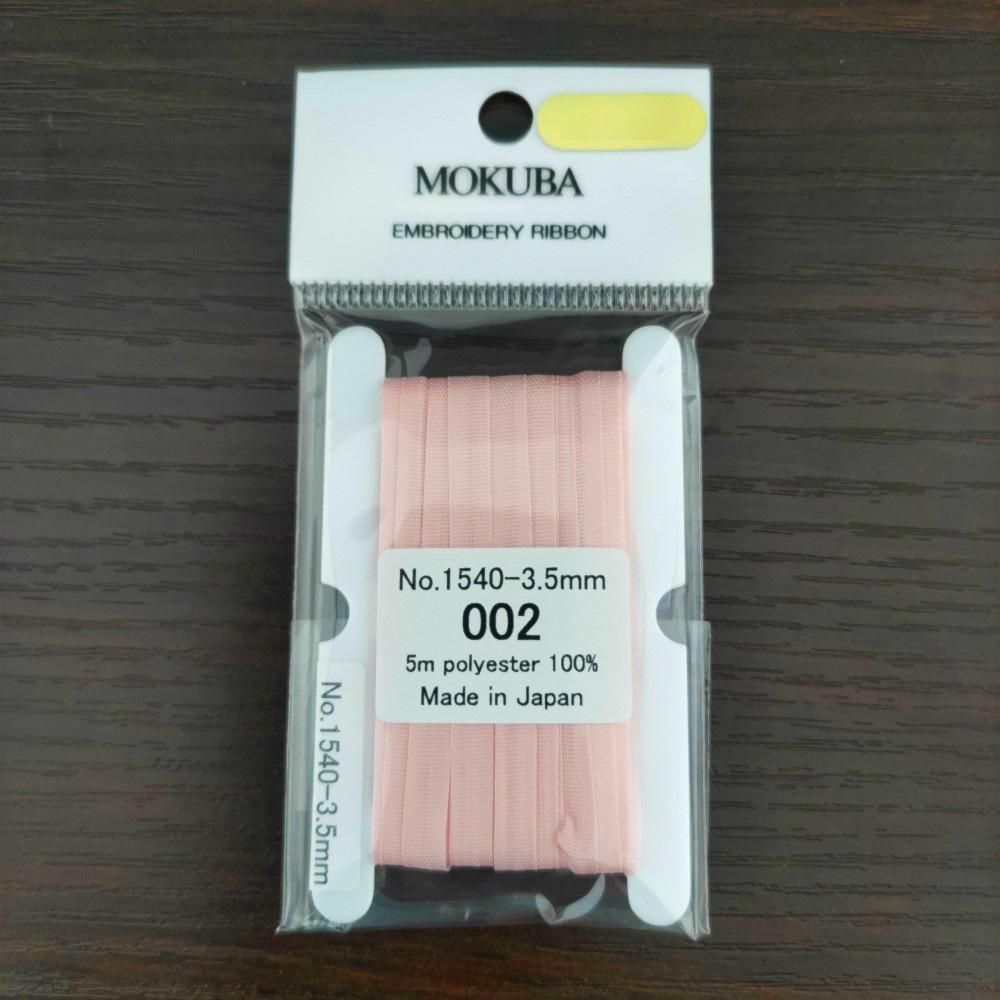 MOKUBA
EMBROIDERY RIBBON
No.1540-3.5mm
002
5m polyester 100%
Made in Japan
No.1540-3.5mm